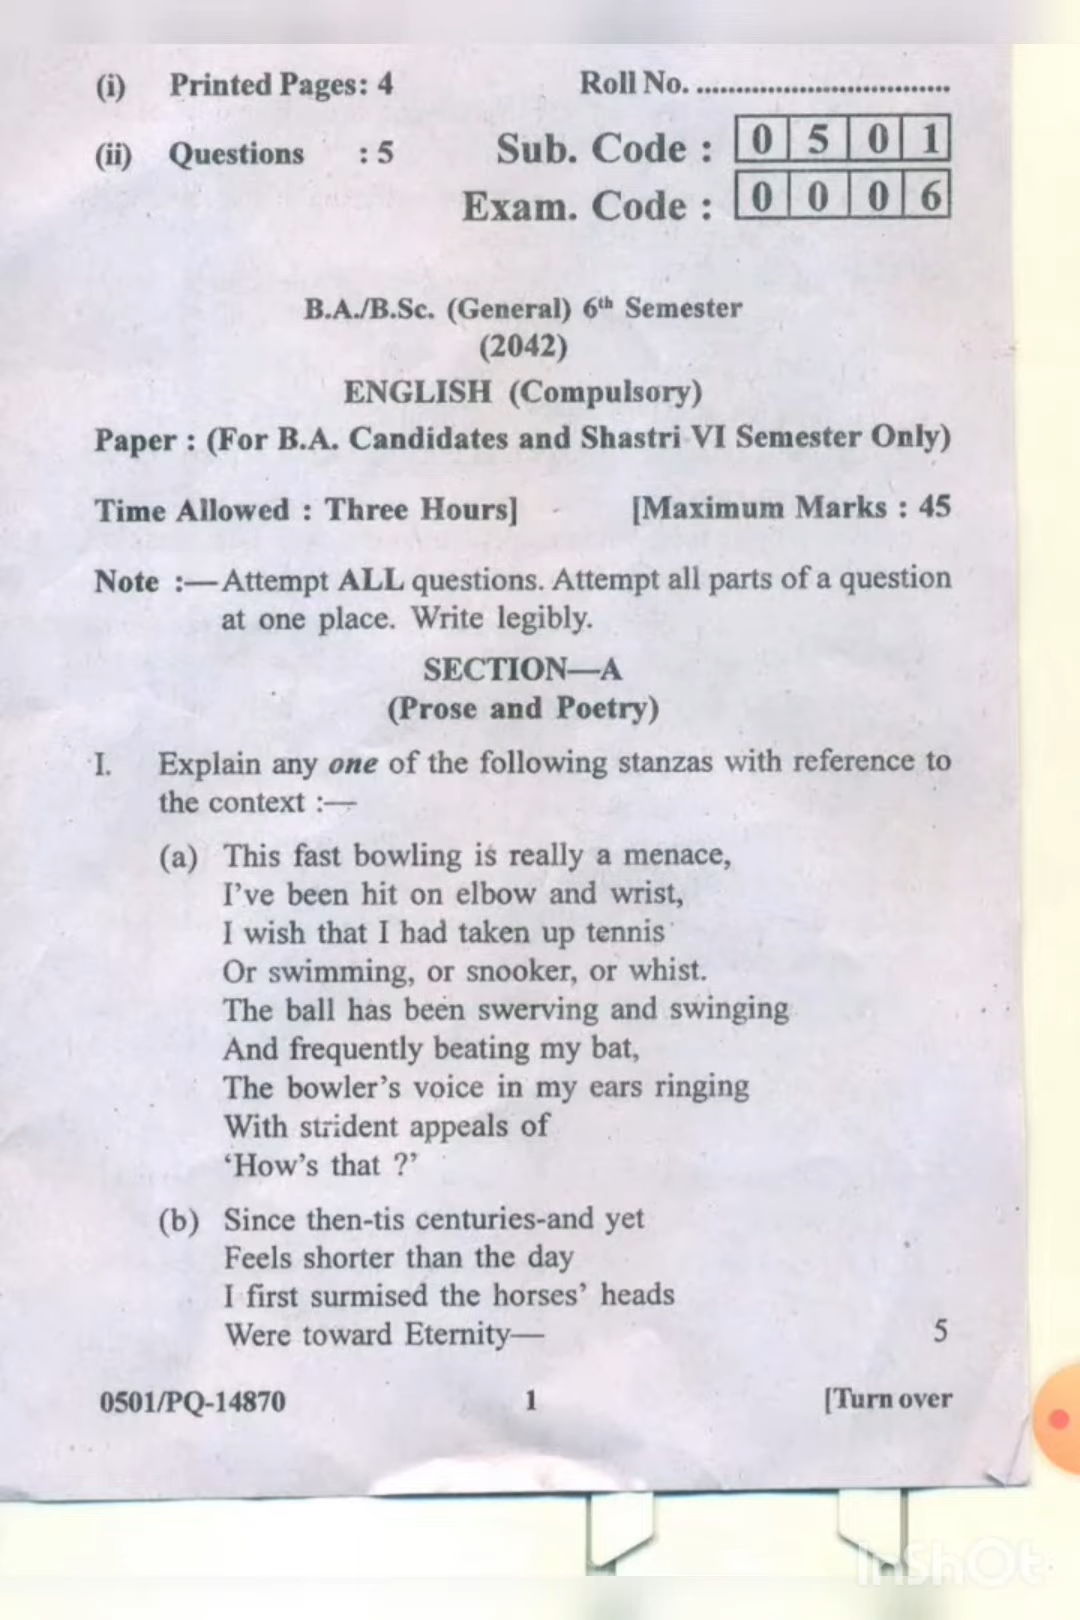 (i) Printed Pages: 4 Roll No. ................................
(ii) Questions : 5 Sub. Code : 0 5 0 1
Exam. Code : 0 0 0 6
B.A./B.Sc. (General) 6th Semester
(2042)
ENGLISH (Compulsory)
Paper : (For B.A. Candidates and Shastri VI Semester Only)
Time Allowed : Three Hours] [Maximum Marks : 45
Note :—Attempt ALL questions. Attempt all parts of a question
at one place. Write legibly.
SECTION—A
(Prose and Poetry)
I. Explain any one of the following stanzas with reference to
the context :—
(a) This fast bowling is really a menace,
I've been hit on elbow and wrist,
I wish that I had taken up tennis
Or swimming, or snooker, or whist.
The ball has been swerving and swinging
And frequently beating my bat,
The bowler's voice in my ears ringing
With strident appeals of
'How's that ?'
(b) Since then-tis centuries-and yet
Feels shorter than the day
I first surmised the horses' heads
Were toward Eternity— 5
0501/PQ-14870 1 [Turn over
InShOt